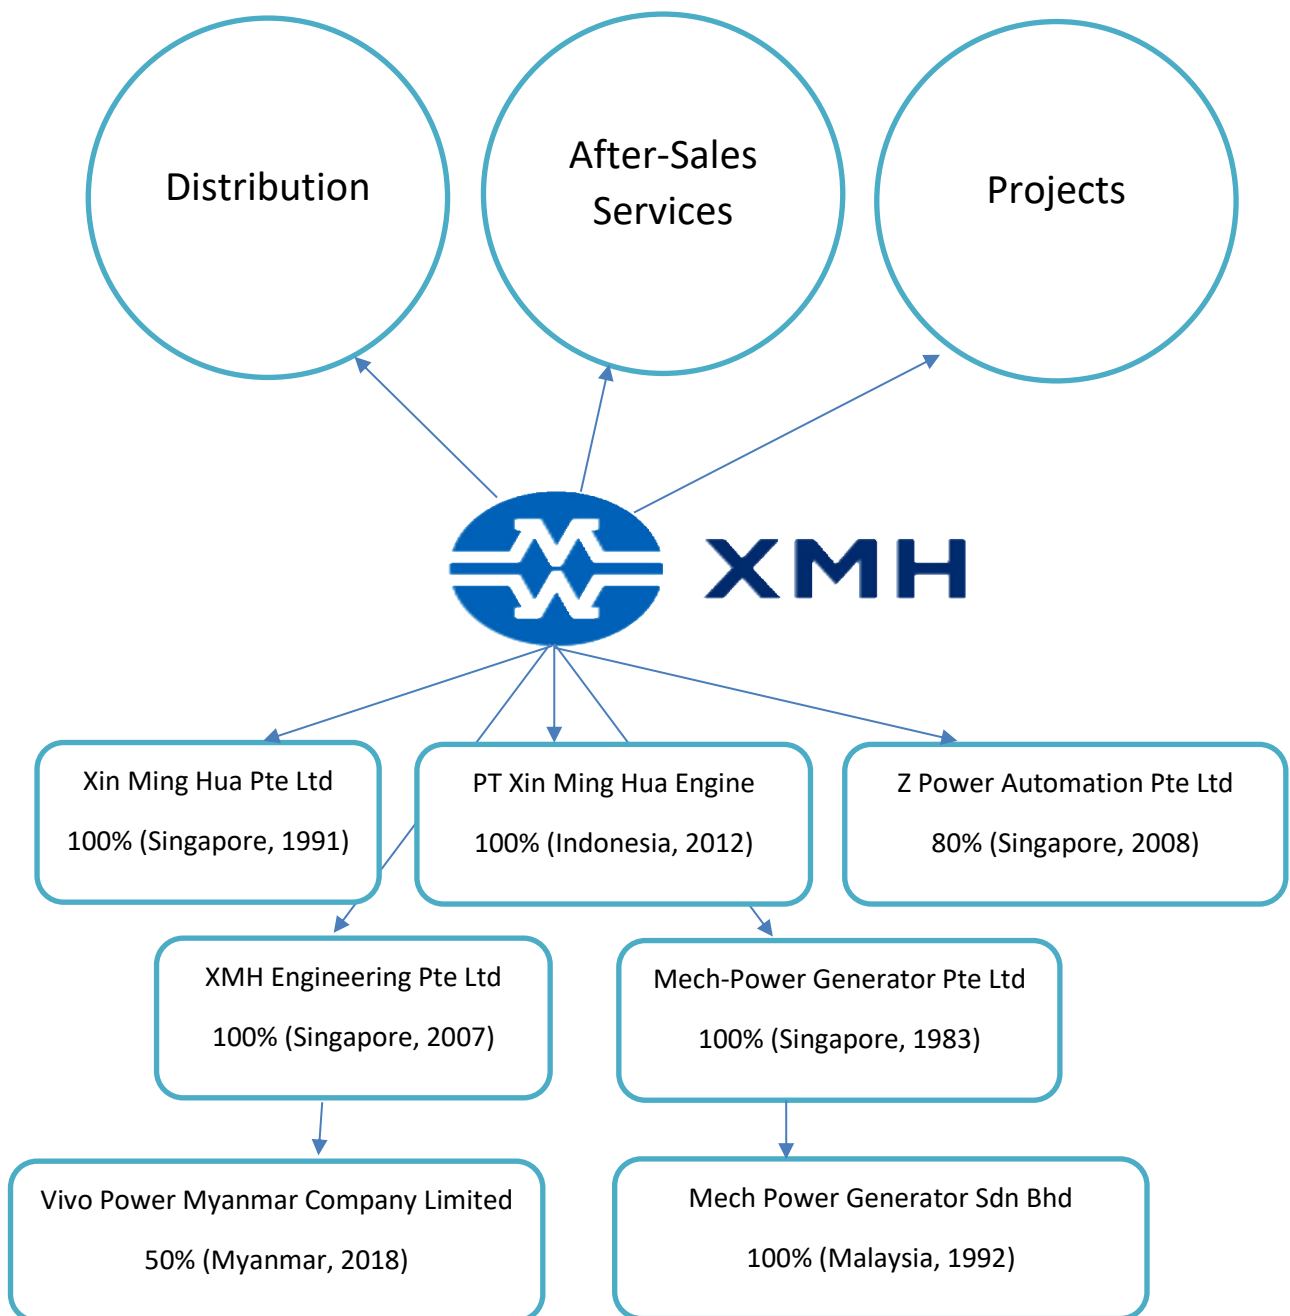 Distribution
After-Sales
Services
Projects
XMH
Xin Ming Hua Pte Ltd
100% (Singapore, 1991)
PT Xin Ming Hua Engine
100% (Indonesia, 2012)
Z Power Automation Pte Ltd
80% (Singapore, 2008)
XMH Engineering Pte Ltd
100% (Singapore, 2007)
Mech-Power Generator Pte Ltd
100% (Singapore, 1983)
Vivo Power Myanmar Company Limited
50% (Myanmar, 2018)
Mech Power Generator Sdn Bhd
100% (Malaysia, 1992)